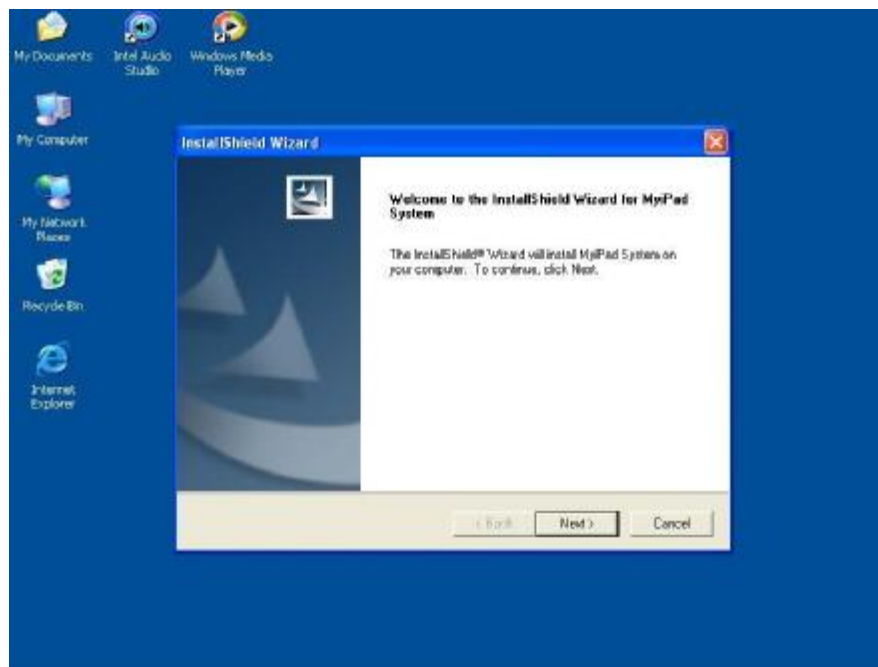 My Documents
Intel Audio
Studio
Windows Media
Player
My Computer
My Network
Places
Recycle Bin
Internet
Explorer
InstallShield Wizard
Welcome to the InstallShield Wizard for MyiPad
System
The InstallShield® Wizard will install MyiPad System on
your computer. To continue, click Next.
< Back
Next >
Cancel